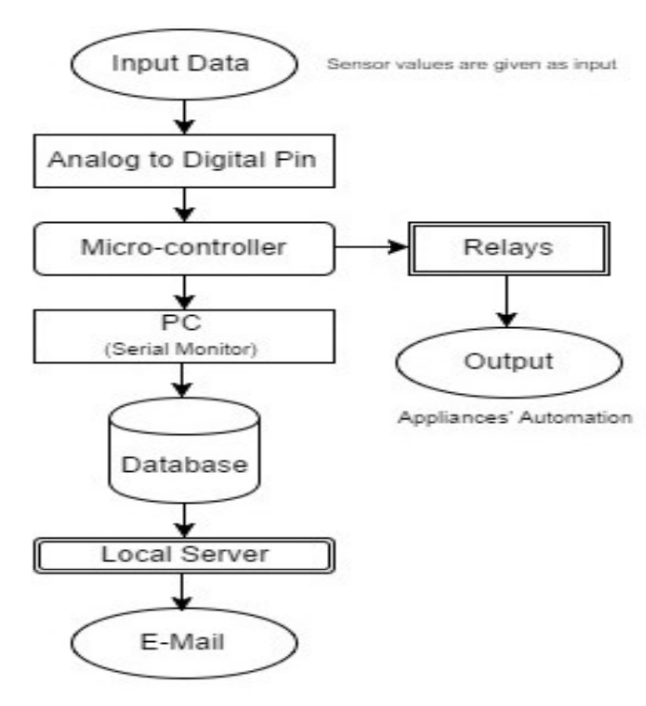 Input Data
Sensor values are given as input
Analog to Digital Pin
Micro-controller
Relays
PC
(Serial Monitor)
Output
Appliances' Automation
Database
Local Server
E-Mail